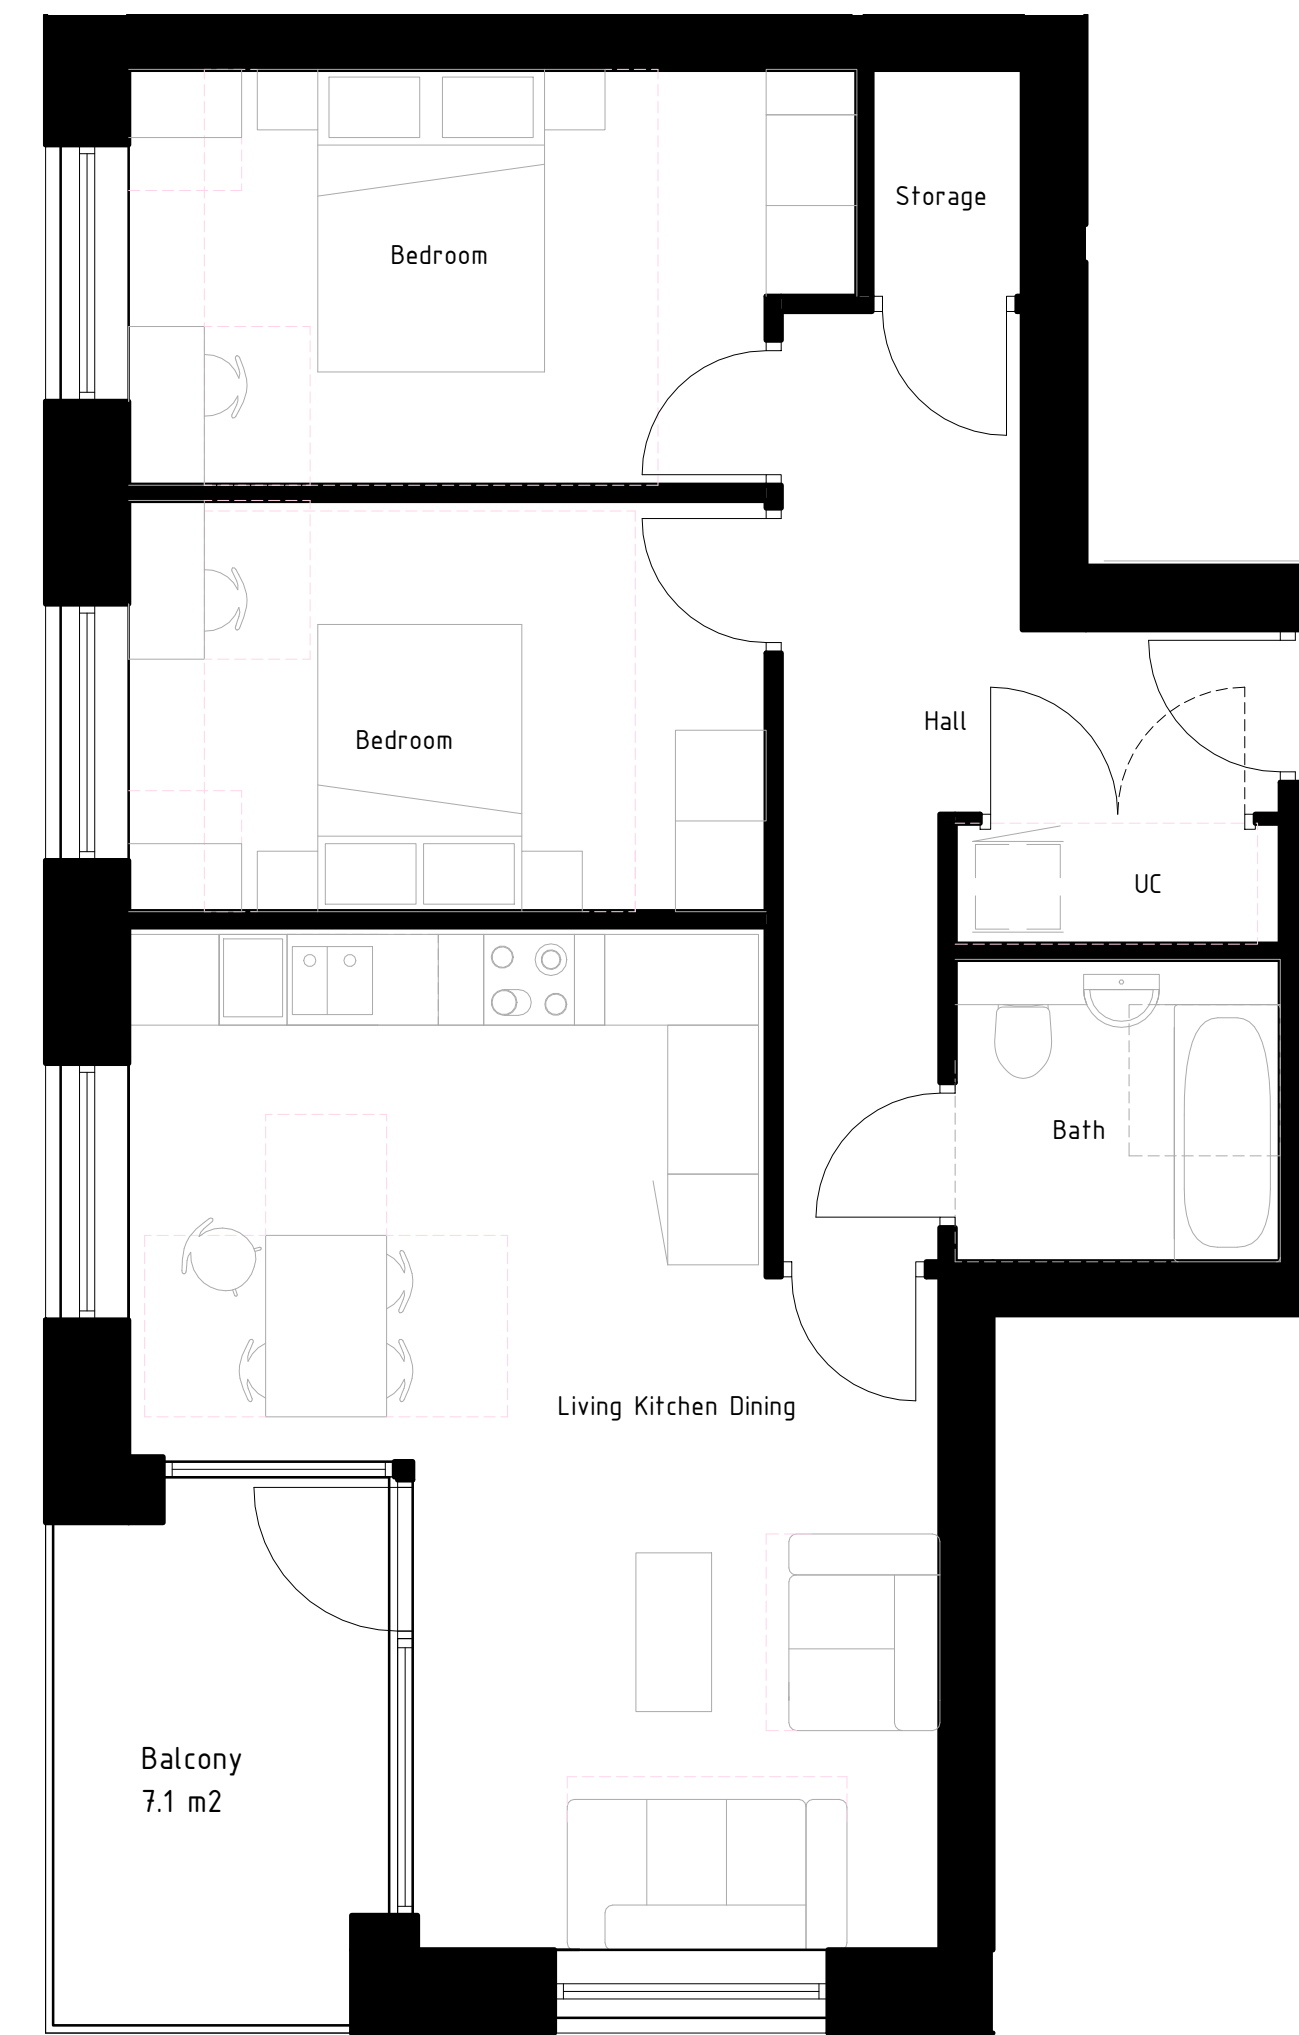 Storage
Bedroom
Hall
Bedroom
UC
Bath
Living Kitchen Dining
Balcony
7.1 m2